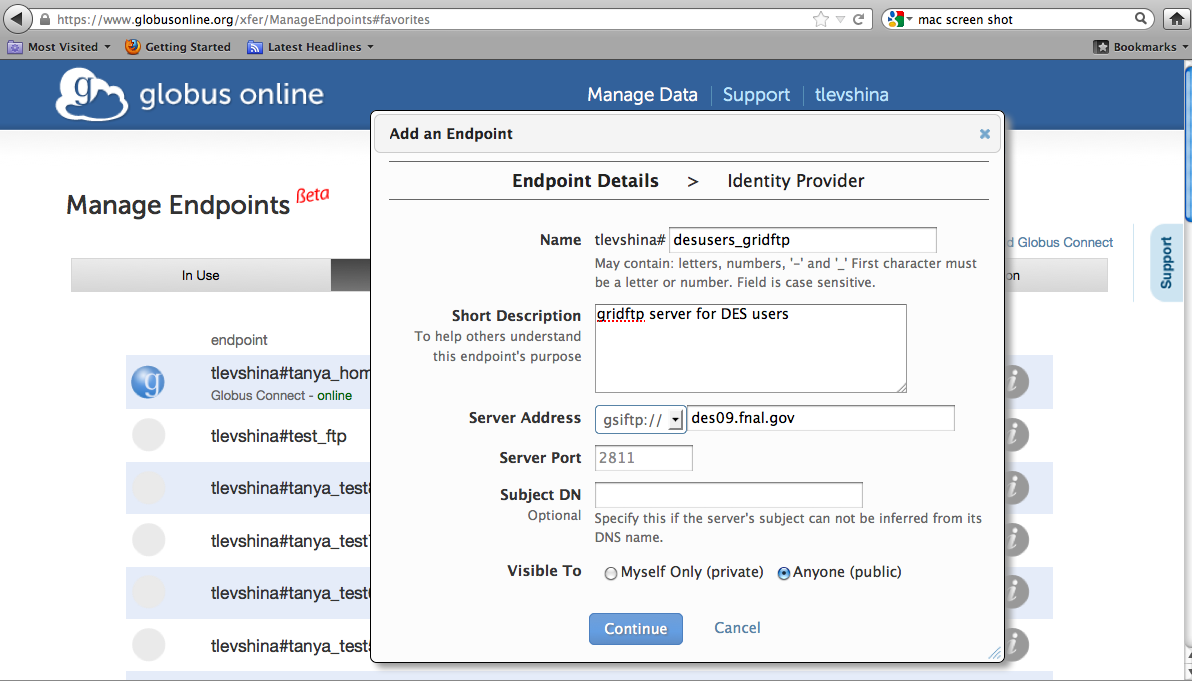 https://www.globusonline.org/xfer/ManageEndpoints#favorites
mac screen shot
Most Visited
Getting Started
Latest Headlines
Bookmarks
g globus online
Manage Data
Support
tlevshina
Add an Endpoint
Endpoint Details > Identity Provider
Manage Endpoints ßeta
Name tlevshina# desusers_gridftp
May contain: letters, numbers, '-' and '_' First character must
be a letter or number. Field is case sensitive.
Globus Connect
Support
In Use
Short Description
To help others understand
this endpoint's purpose
gridftp server for DES users
endpoint
tlevshina#tanya_hom
Globus Connect - online
tlevshina#test_ftp
tlevshina#tanya_test
tlevshina#tanya_test
tlevshina#tanya_test
tlevshina#tanya_test
Server Address gsiftp:// des09.fnal.gov
Server Port 2811
Subject DN
Optional
Specify this if the server's subject can not be inferred from its
DNS name.
Visible To Myself Only (private) Anyone (public)
Continue Cancel